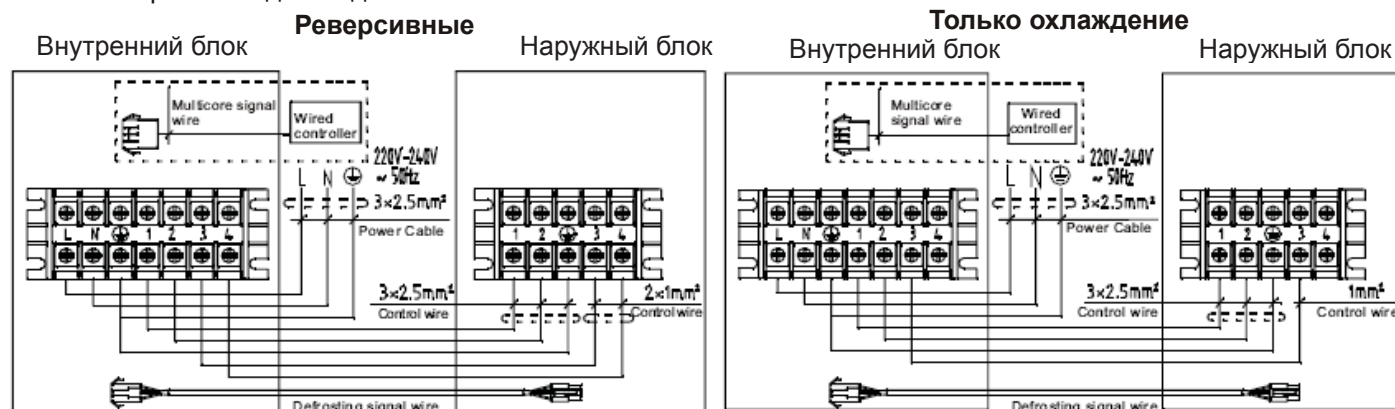 Реверсивные
Только охлаждение
Внутренний блок
Наружный блок
Внутренний блок
Наружный блок
Multicore signal
wire
Wired
controller
220V-240V
~ 50Hz
L N
3×2.5mm²
Power Cable
L N 1 2 3 4
1 2 3 4
3×2.5mm²
Control wire
2×1mm²
Control wire
Defrosting signal wire
Multicore
signal wire
Wired
controller
220V-240V
~ 50Hz
L N
3×2.5mm²
Power Cable
L N 1 2 3 4
1 2 3 4
3×2.5mm²
Control wire
1mm²
Control wire
Defrosting signal wire